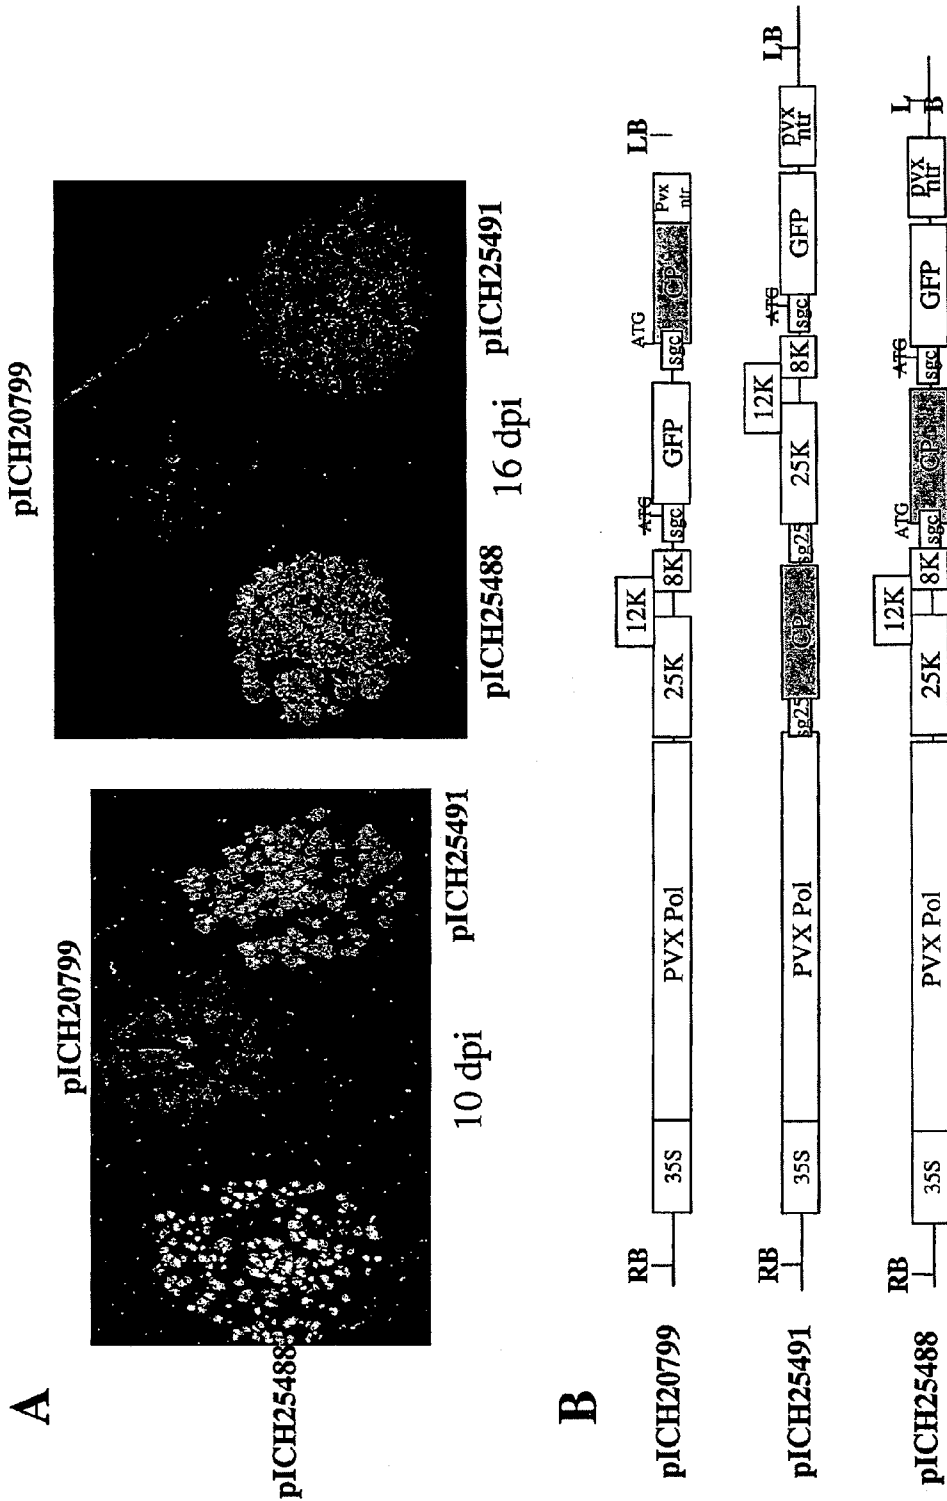 A
pICH20799
pICH25488
pICH25491
10 dpi
pICH20799
pICH25488
pICH25491
16 dpi
B
pICH20799
RB
35S
PVX Pol
25K
12K
8K
sgc
ATG
GFP
sgc
ATG
CP
Pvx
ntr
LB
pICH25491
RB
35S
PVX Pol
sg25
CP
sg25
25K
12K
8K
sgc
ATG
GFP
pvx
ntr
LB
pICH25488
RB
35S
PVX Pol
25K
12K
8K
sgc
ATG
CP
sgc
ATG
GFP
pvx
ntr
L
B